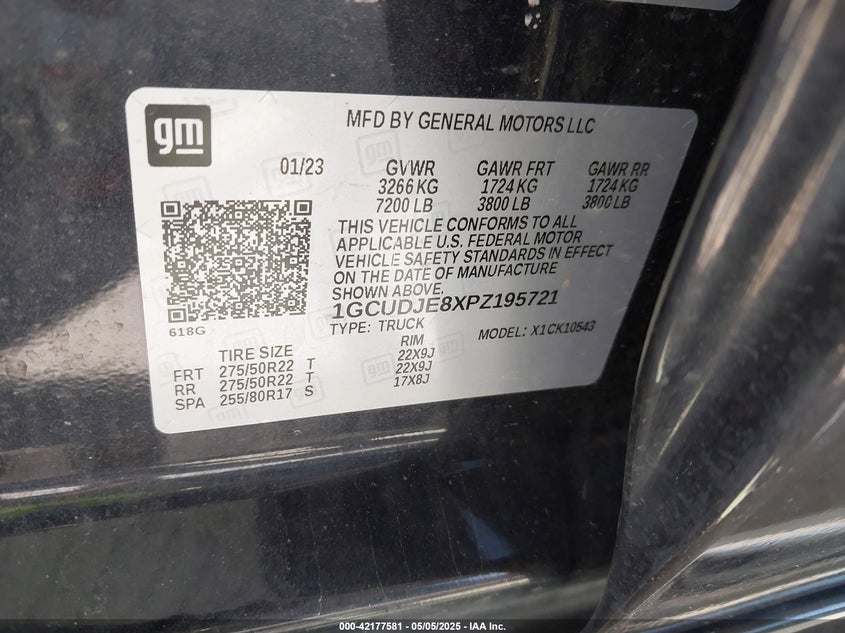 gm
MFD BY GENERAL MOTORS LLC
01/23 GVWR GAWR FRT GAWR RR
3266 KG 1724 KG 1724 KG
7200 LB 3800 LB 3800 LB
THIS VEHICLE CONFORMS TO ALL
APPLICABLE U.S. FEDERAL MOTOR
VEHICLE SAFETY STANDARDS IN EFFECT
ON THE DATE OF MANUFACTURE
SHOWN ABOVE.
1GCUDJE8XPZ195721
618G
TYPE: TRUCK MODEL: X1CK10543
TIRE SIZE RIM
FRT 275/50R22 T 22X9J
RR 275/50R22 T 22X9J
SPA 255/80R17 S 17X8J
000-42177581 - 05/05/2025 - IAA Inc.